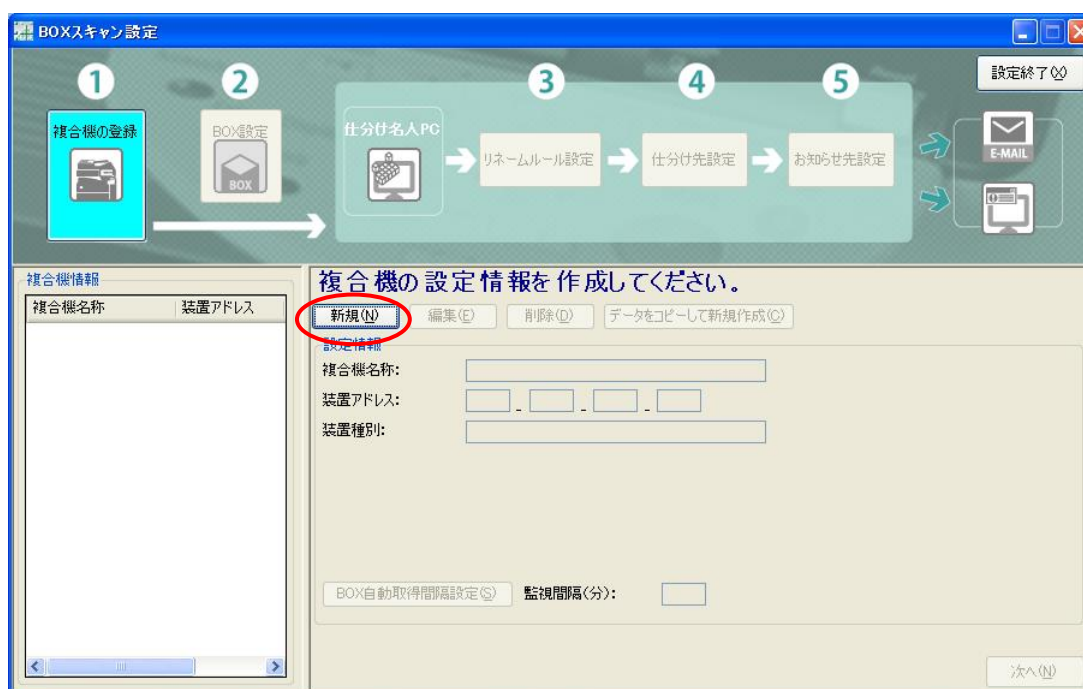 BOXスキャン設定
設定終了(X)
1
2
3
4
5
複合機の登録
BOX設定
BOX
仕分け名人PC
リネームルール設定
仕分け先設定
お知らせ先設定
E-MAIL
複合機情報
複合機名称
装置アドレス
複合機の設定情報を作成してください。
新規(N)
編集(E)
削除(D)
データをコピーして新規作成(C)
設定情報
複合機名称:
装置アドレス:
- - -
装置種別:
BOX自動取得間隔設定(S)
監視間隔(分):
次へ(N)